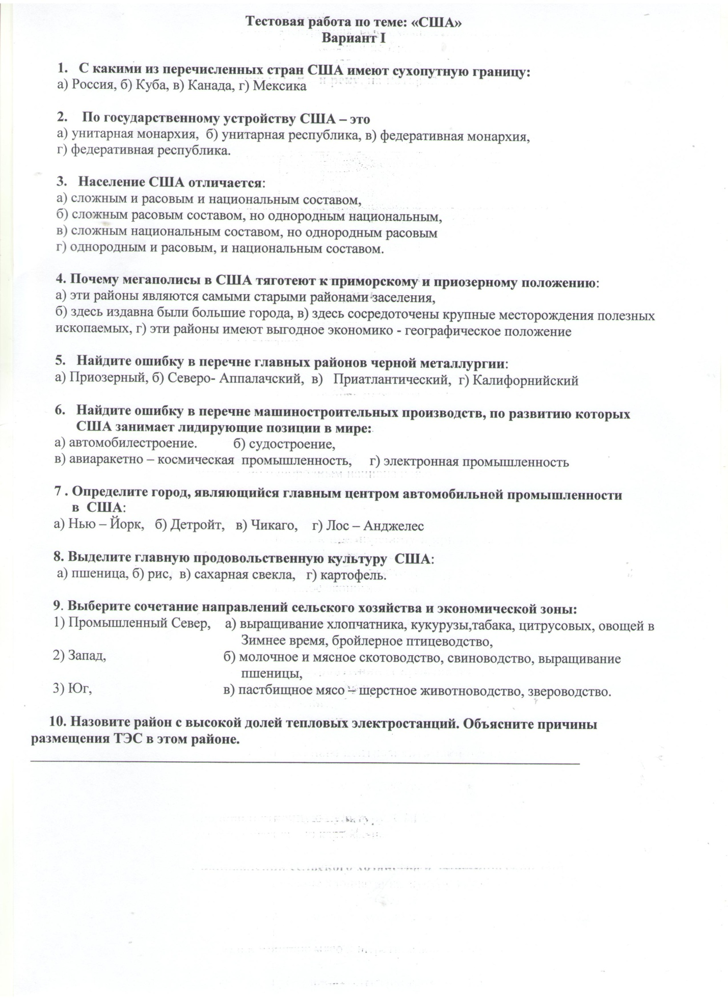 Тестовая работа по теме: «США»
Вариант I
1. С какими из перечисленных стран США имеют сухопутную границу:
а) Россия, б) Куба, в) Канада, г) Мексика
2. По государственному устройству США – это
а) унитарная монархия, б) унитарная республика, в) федеративная монархия,
г) федеративная республика.
3. Население США отличается:
а) сложным и расовым и национальным составом,
б) сложным расовым составом, но однородным национальным,
в) сложным национальным составом, но однородным расовым
г) однородным и расовым, и национальным составом.
4. Почему мегаполисы в США тяготеют к приморскому и приозерному положению:
а) эти районы являются самыми старыми районами заселения,
б) здесь издавна были большие города, в) здесь сосредоточены крупные месторождения полезных
ископаемых, г) эти районы имеют выгодное экономико - географическое положение
5. Найдите ошибку в перечне главных районов черной металлургии:
а) Приозерный, б) Северо- Аппалачский, в) Приатлантический, г) Калифорнийский
6. Найдите ошибку в перечне машиностроительных производств, по развитию которых
США занимает лидирующие позиции в мире:
а) автомобилестроение. б) судостроение,
в) авиаракетно – космическая промышленность, г) электронная промышленность
7 . Определите город, являющийся главным центром автомобильной промышленности
в США:
а) Нью – Йорк, б) Детройт, в) Чикаго, г) Лос – Анджелес
8. Выделите главную продовольственную культуру США:
а) пшеница, б) рис, в) сахарная свекла, г) картофель.
9. Выберите сочетание направлений сельского хозяйства и экономической зоны:
1) Промышленный Север, а) выращивание хлопчатника, кукурузы,табака, цитрусовых, овощей в
Зимнее время, бройлерное птицеводство,
2) Запад, б) молочное и мясное скотоводство, свиноводство, выращивание
пшеницы,
3) Юг, в) пастбищное мясо – шерстное животноводство, звероводство.
10. Назовите район с высокой долей тепловых электростанций. Объясните причины
размещения ТЭС в этом районе.